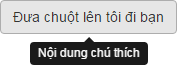 Đưa chuột lên tôi đi bạn
Nội dung chú thích